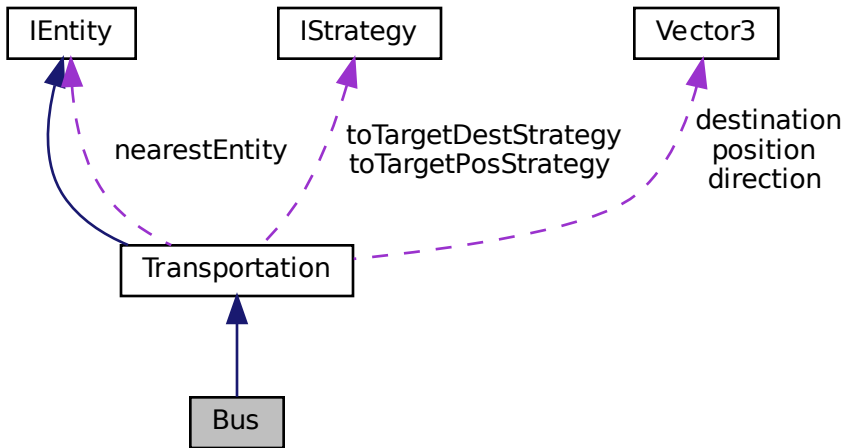 IEntity
IStrategy
Vector3
nearestEntity
toTargetDestStrategy
toTargetPosStrategy
destination
position
direction
Transportation
Bus